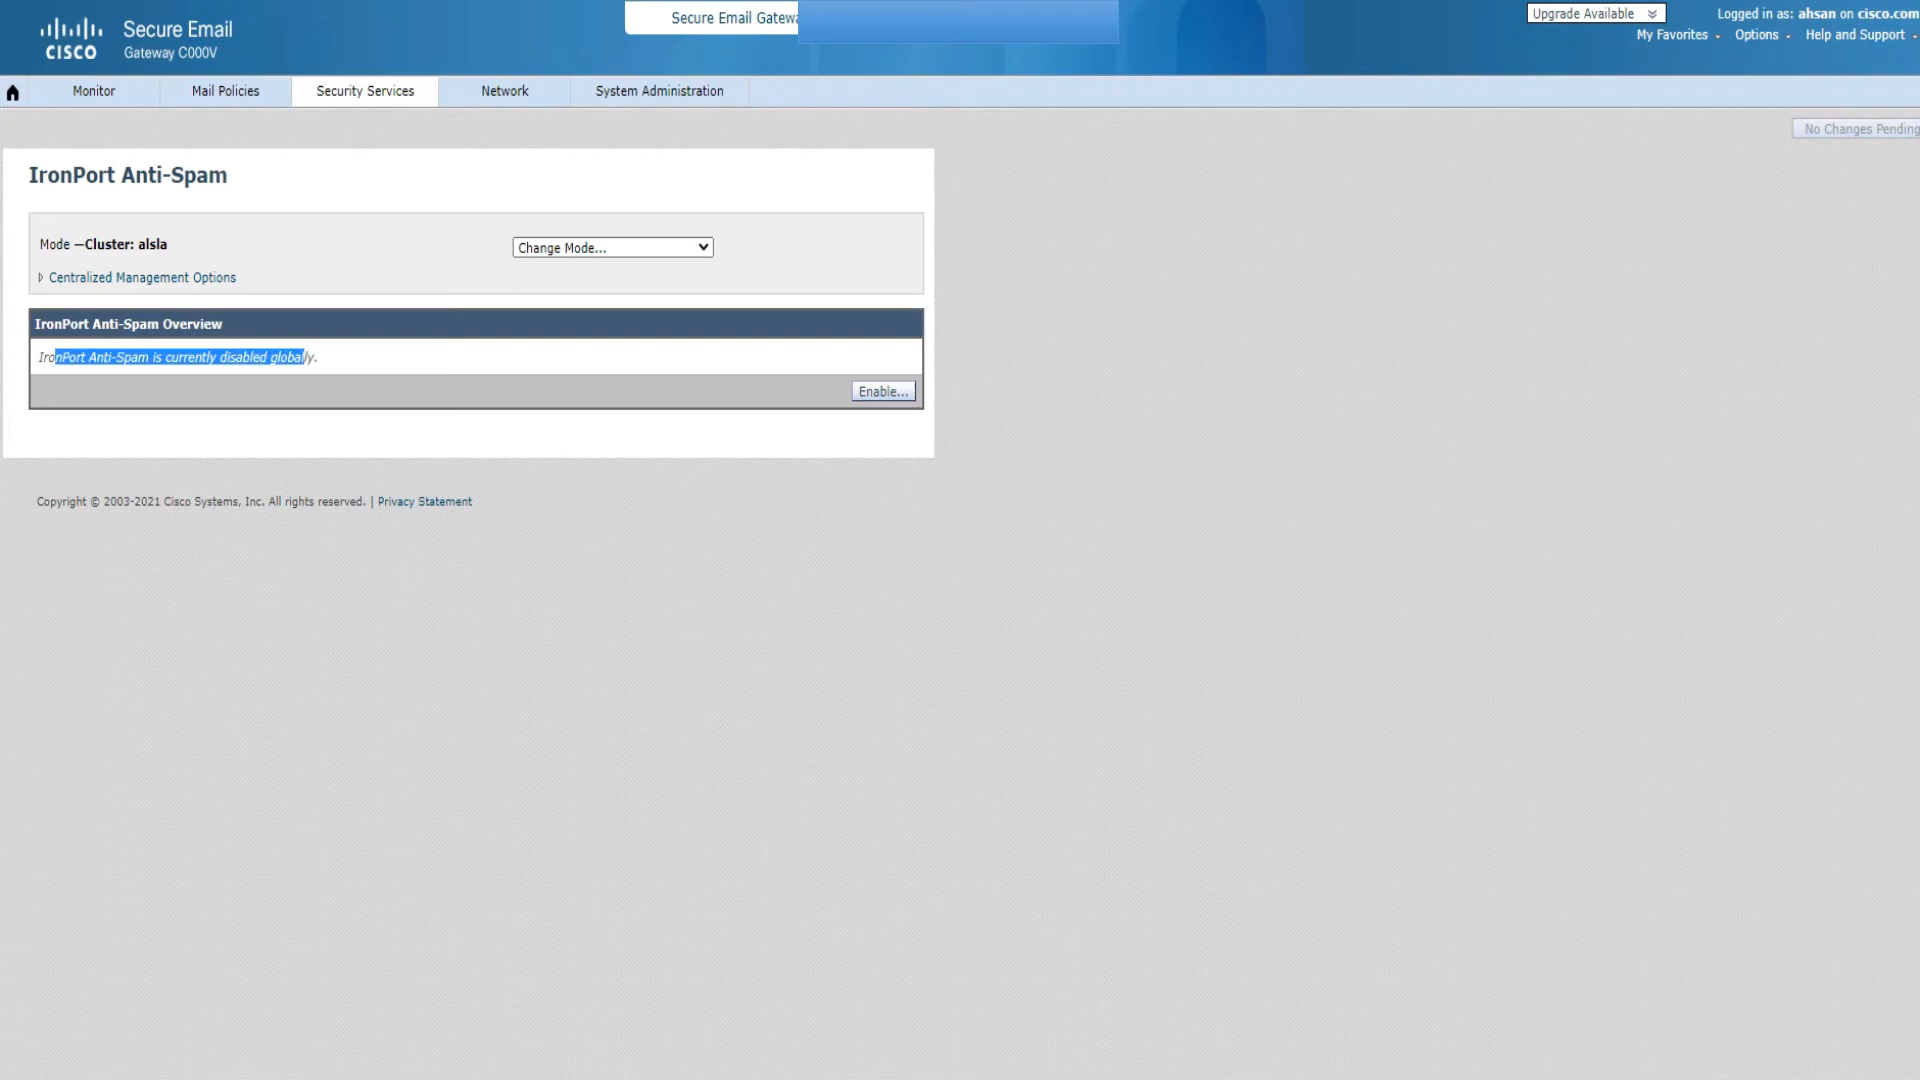 Secure Email Gatewa
Upgrade Available
Logged in as: ahsan on cisco.com
CISCO
Secure Email
Gateway C000V
My Favorites
Options
Help and Support
Monitor
Mail Policies
Security Services
Network
System Administration
No Changes Pending
IronPort Anti-Spam
Mode —Cluster: alsla
Change Mode...
Centralized Management Options
IronPort Anti-Spam Overview
IronPort Anti-Spam is currently disabled globally.
Enable...
Copyright © 2003-2021 Cisco Systems, Inc. All rights reserved. | Privacy Statement